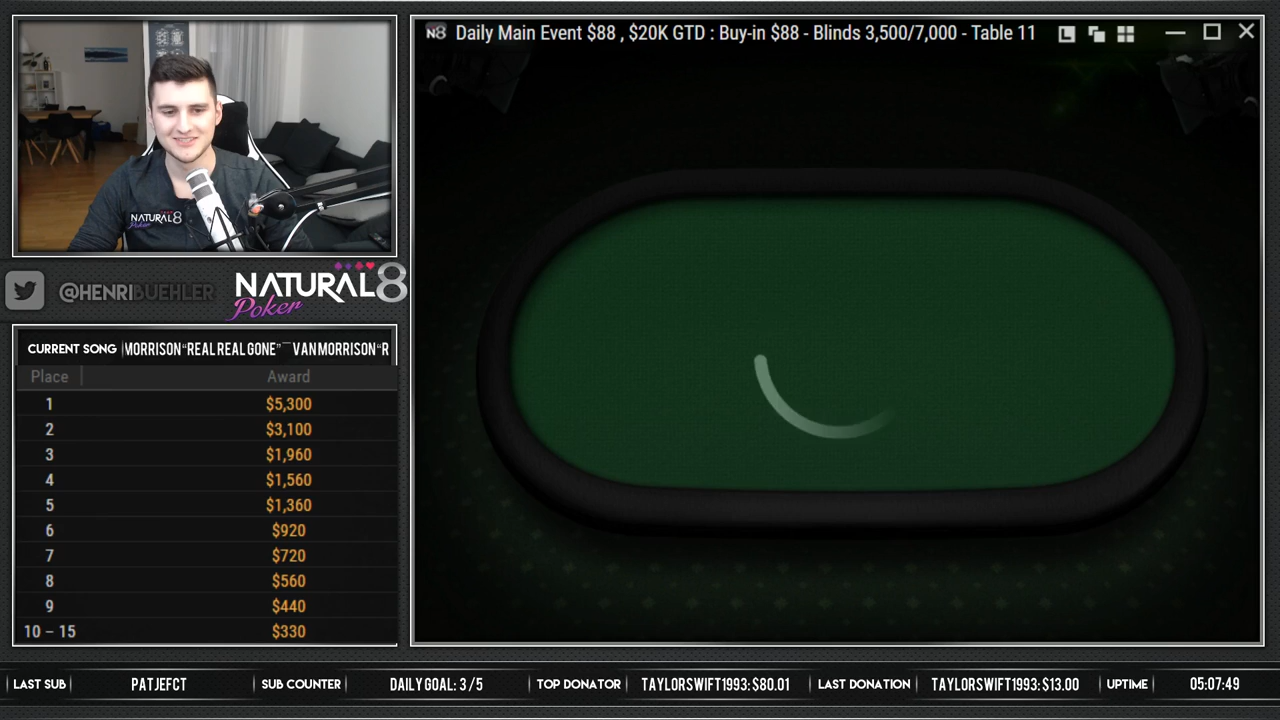 N8 Daily Main Event $88 , $20K GTD : Buy-in $88 - Blinds 3,500/7,000 - Table 11
NATURAL8
Poker
@HENRIBUEHLER
NATURAL8
Poker
CURRENT SONG MORRISON "REAL REAL GONE" — VAN MORRISON "R
Place Award
1 $5,300
2 $3,100
3 $1,960
4 $1,560
5 $1,360
6 $920
7 $720
8 $560
9 $440
10 – 15 $330
LAST SUB PATJEFCT SUB COUNTER DAILY GOAL: 3 / 5 TOP DONATOR TAYLORSWIFT1993: $80.01 LAST DONATION TAYLORSWIFT1993: $13.00 UPTIME 05:07:49